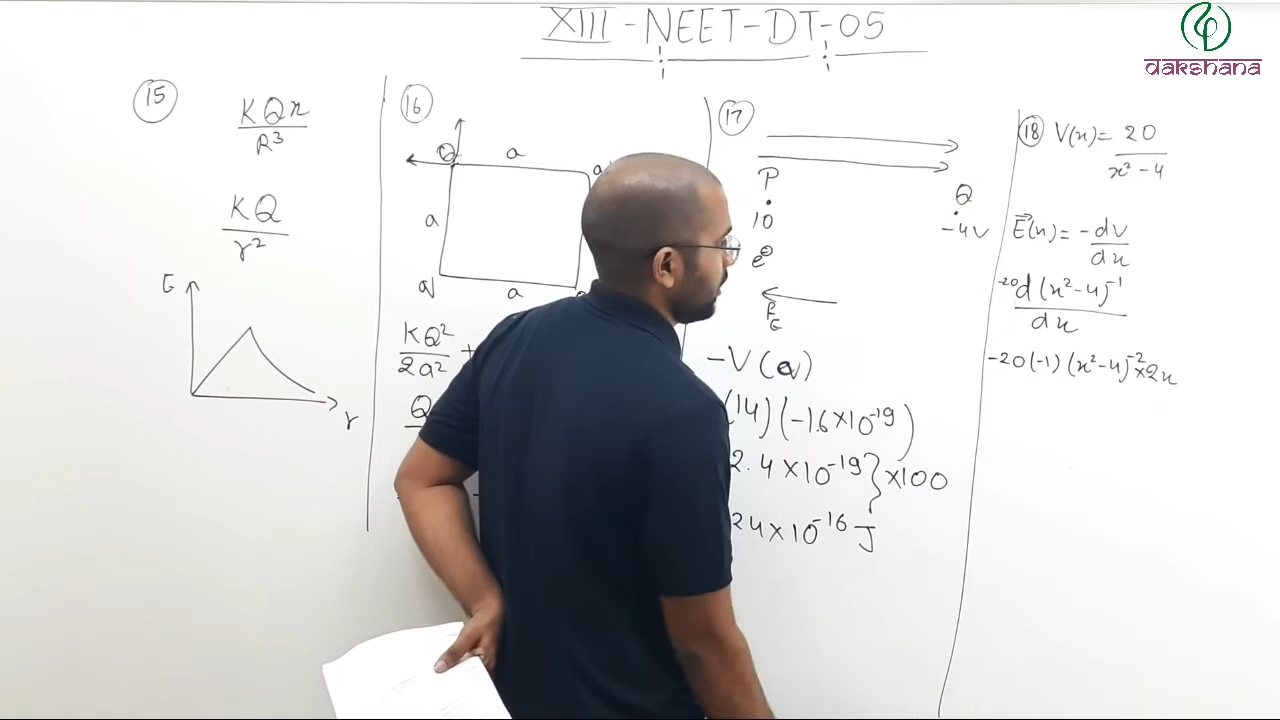 XIII-NEET-DT-05
dakshana
15
KQx
R³
KQ
r²
E
r
16
Q
a
a
a
KQ²
2a²
+
Q
17
P
Q
10
-4V
e⊖
-V(Q)
(14)(-1.6×10⁻¹⁹)
2.4×10⁻¹⁹}×100
24×10⁻¹⁶ J
18 V(x)= 20
x²-4
E⃗(x)= -dv
dx
-20d(x²-4)⁻¹
dx
-20(-1)(x²-4)⁻²×2x